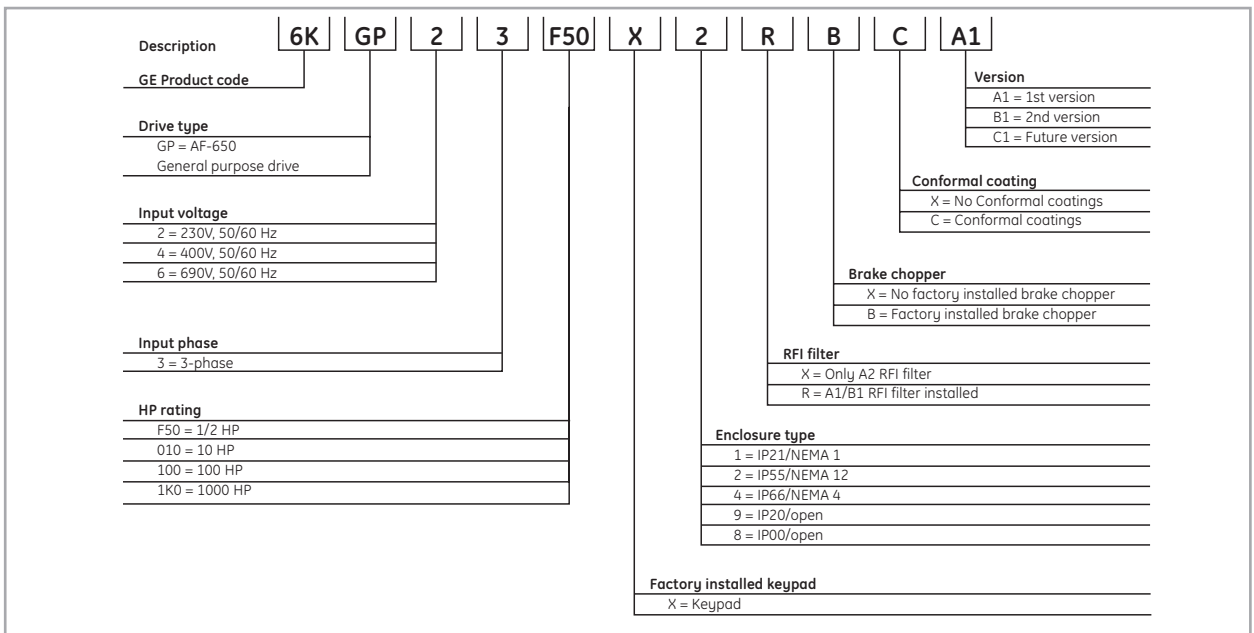 Description 6K GP 2 3 F50 X 2 R B C A1
GE Product code
Drive type
GP = AF-650
General purpose drive
Input voltage
2 = 230V, 50/60 Hz
4 = 400V, 50/60 Hz
6 = 690V, 50/60 Hz
Input phase
3 = 3-phase
HP rating
F50 = 1/2 HP
010 = 10 HP
100 = 100 HP
1K0 = 1000 HP
Version
A1 = 1st version
B1 = 2nd version
C1 = Future version
Conformal coating
X = No Conformal coatings
C = Conformal coatings
Brake chopper
X = No factory installed brake chopper
B = Factory installed brake chopper
RFI filter
X = Only A2 RFI filter
R = A1/B1 RFI filter installed
Enclosure type
1 = IP21/NEMA 1
2 = IP55/NEMA 12
4 = IP66/NEMA 4
9 = IP20/open
8 = IP00/open
Factory installed keypad
X = Keypad